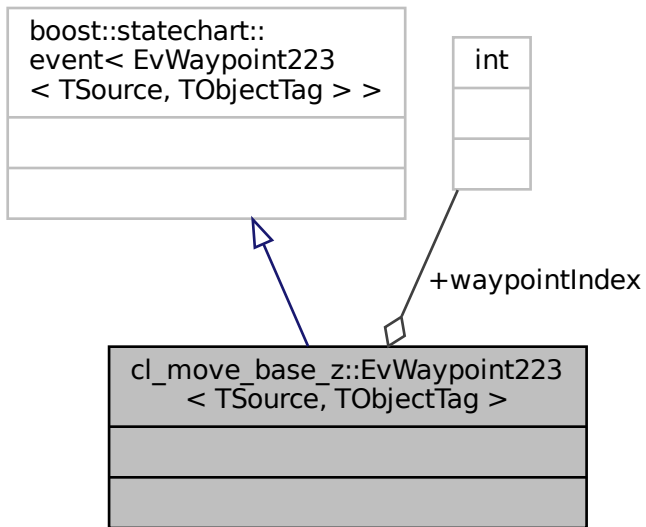 boost::statechart::
event< EvWaypoint223
< TSource, TObjectTag > >
int
+waypointIndex
cl_move_base_z::EvWaypoint223
< TSource, TObjectTag >